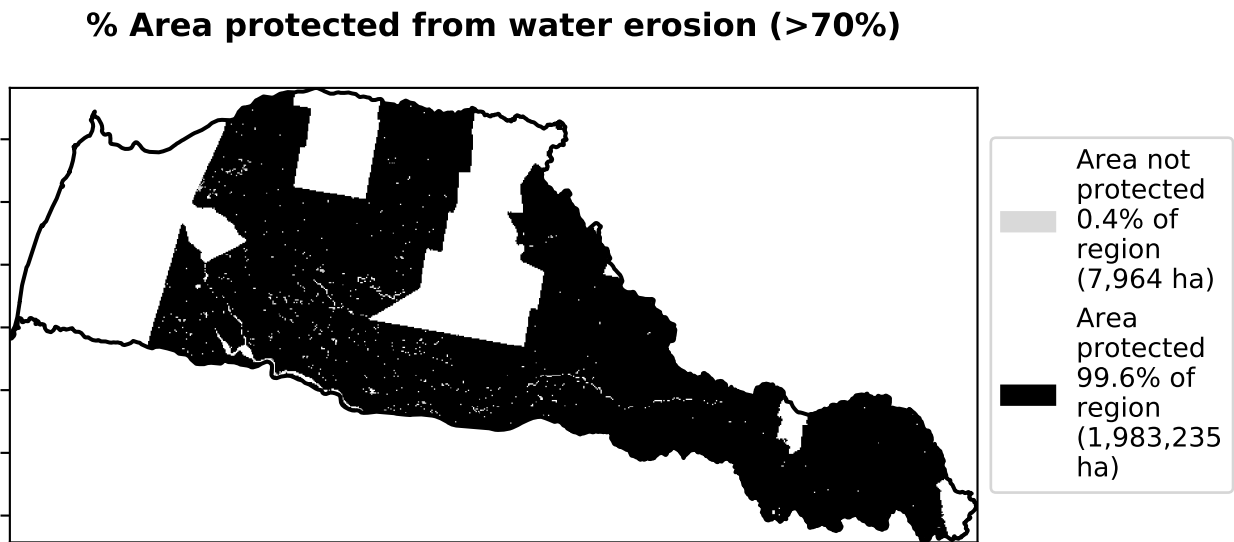 % Area protected from water erosion (>70%)
Area not
protected
0.4% of
region
(7,964 ha)
Area
protected
99.6% of
region
(1,983,235
ha)